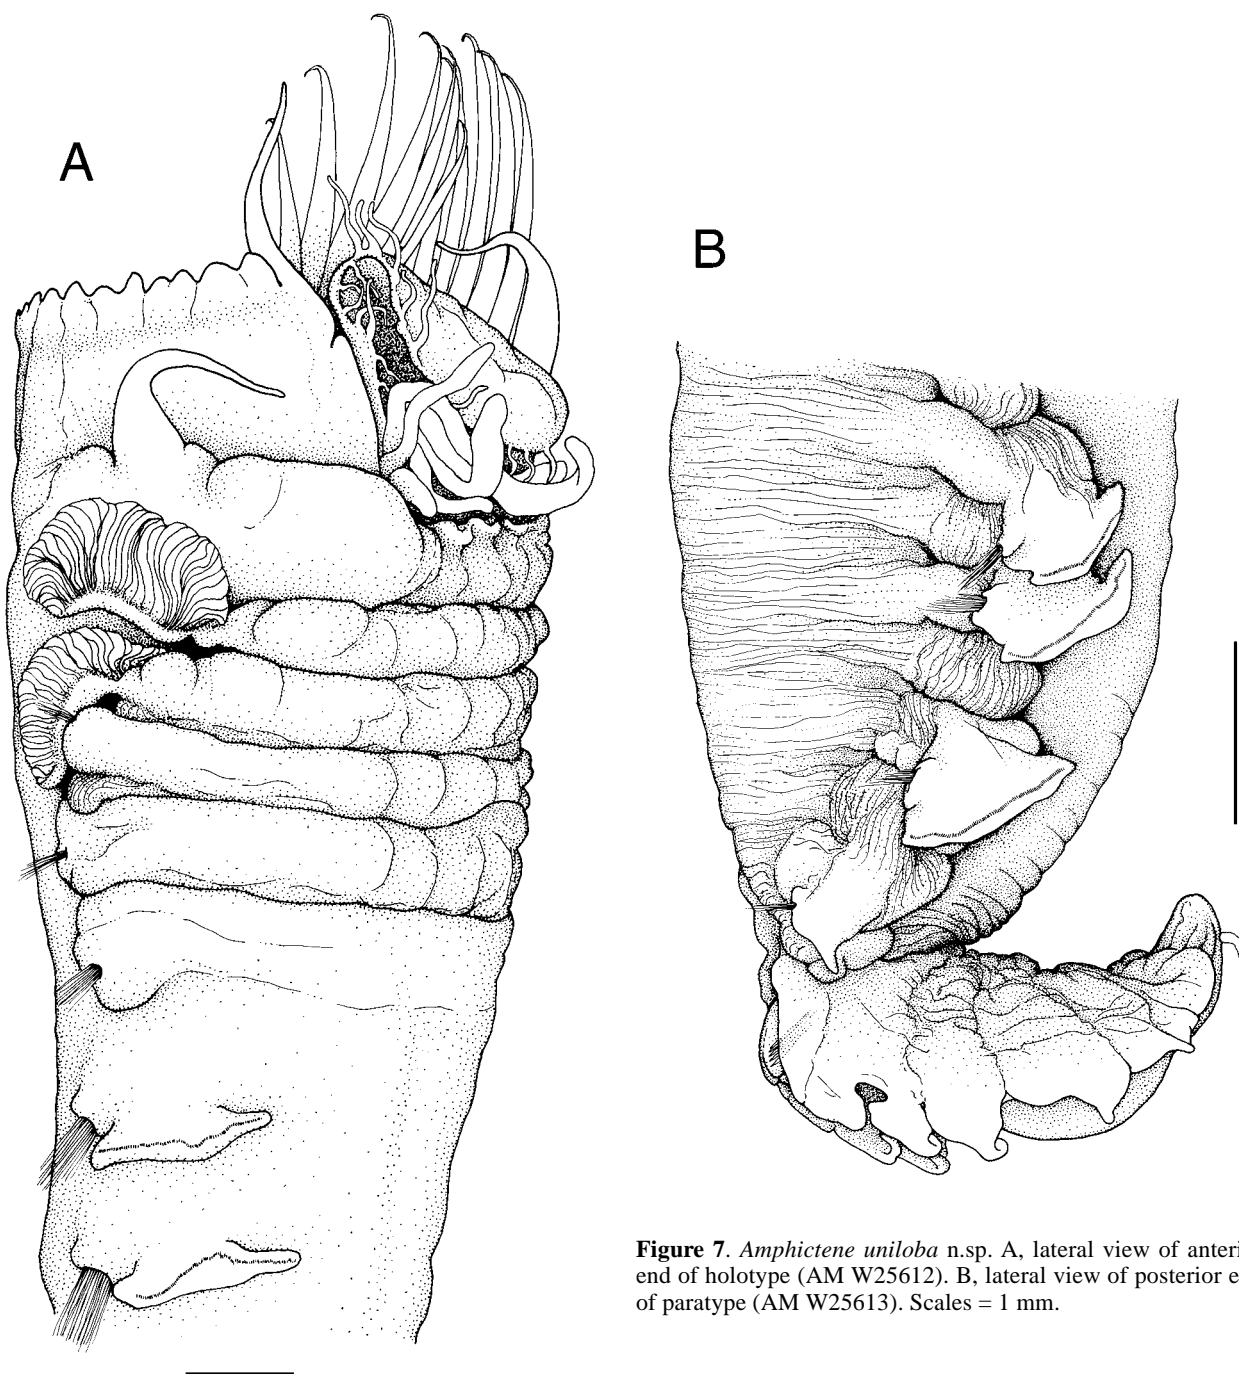 A
B
Figure 7. Amphictene uniloba n.sp. A, lateral view of anteri
end of holotype (AM W25612). B, lateral view of posterior e
of paratype (AM W25613). Scales = 1 mm.